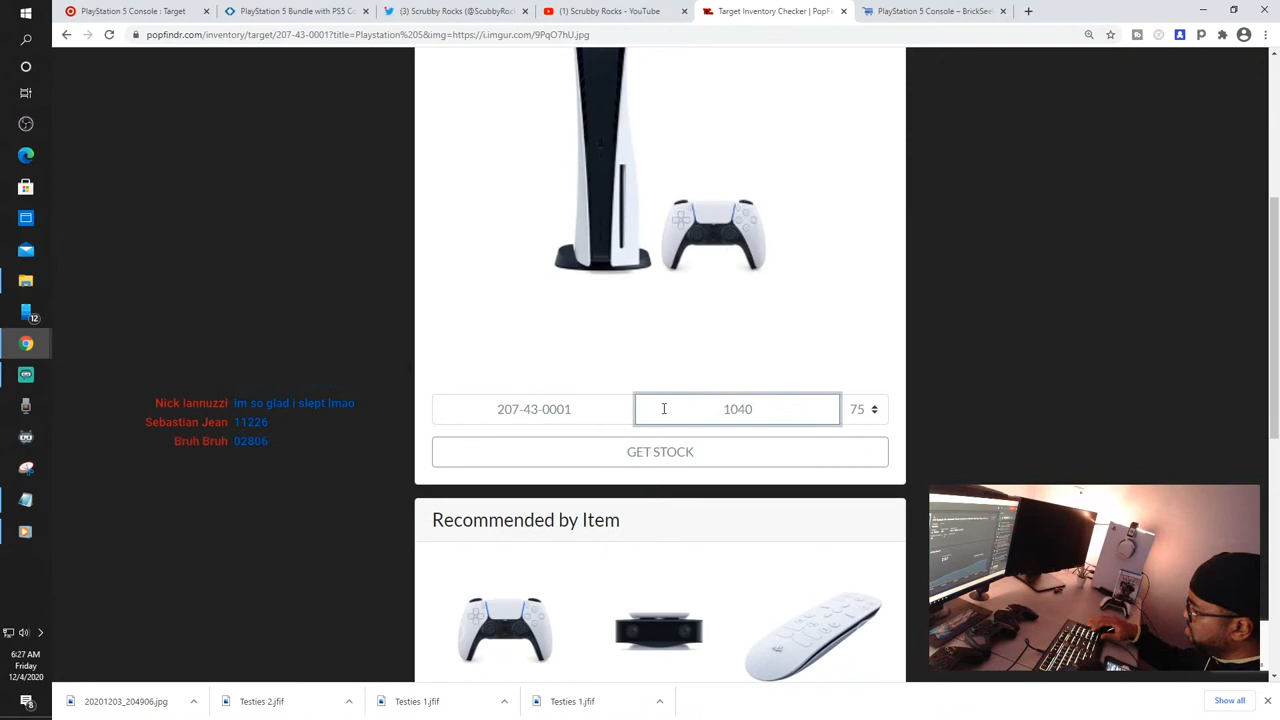 PlayStation 5 Console : Target
PlayStation 5 Bundle with PS5 Co
(3) Scrubby Rocks (@ScubbyRoc
(1) Scrubby Rocks - YouTube
Target Inventory Checker | PopFi
PlayStation 5 Console – BrickSee
popfindr.com/inventory/target/207-43-0001?title=Playstation%205&img=https://i.imgur.com/9PqO7hU.jpg
12
Nick Iannuzzi im so glad i slept lmao
Sebastian Jean 11226
Bruh Bruh 02806
207-43-0001 1040 75
GET STOCK
Recommended by Item
6:27 AM
Friday
12/4/2020
8
20201203_204906.jpg
Testies 2.jfif
Testies 1.jfif
Testies 1.jfif
Show all